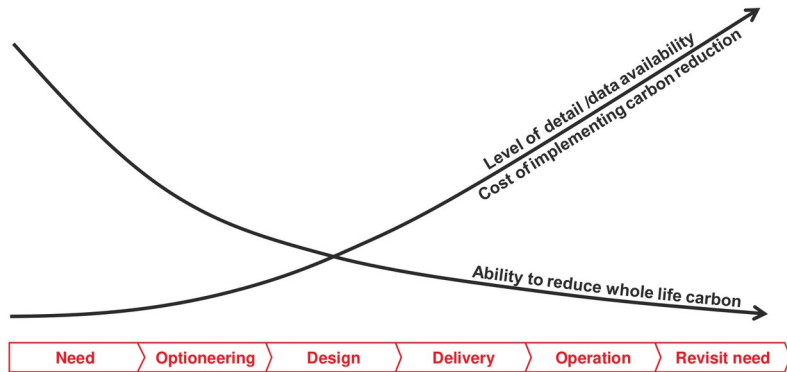 Level of detail /data availability
Cost of implementing carbon reduction
Ability to reduce whole life carbon
Need
Optioneering
Design
Delivery
Operation
Revisit need